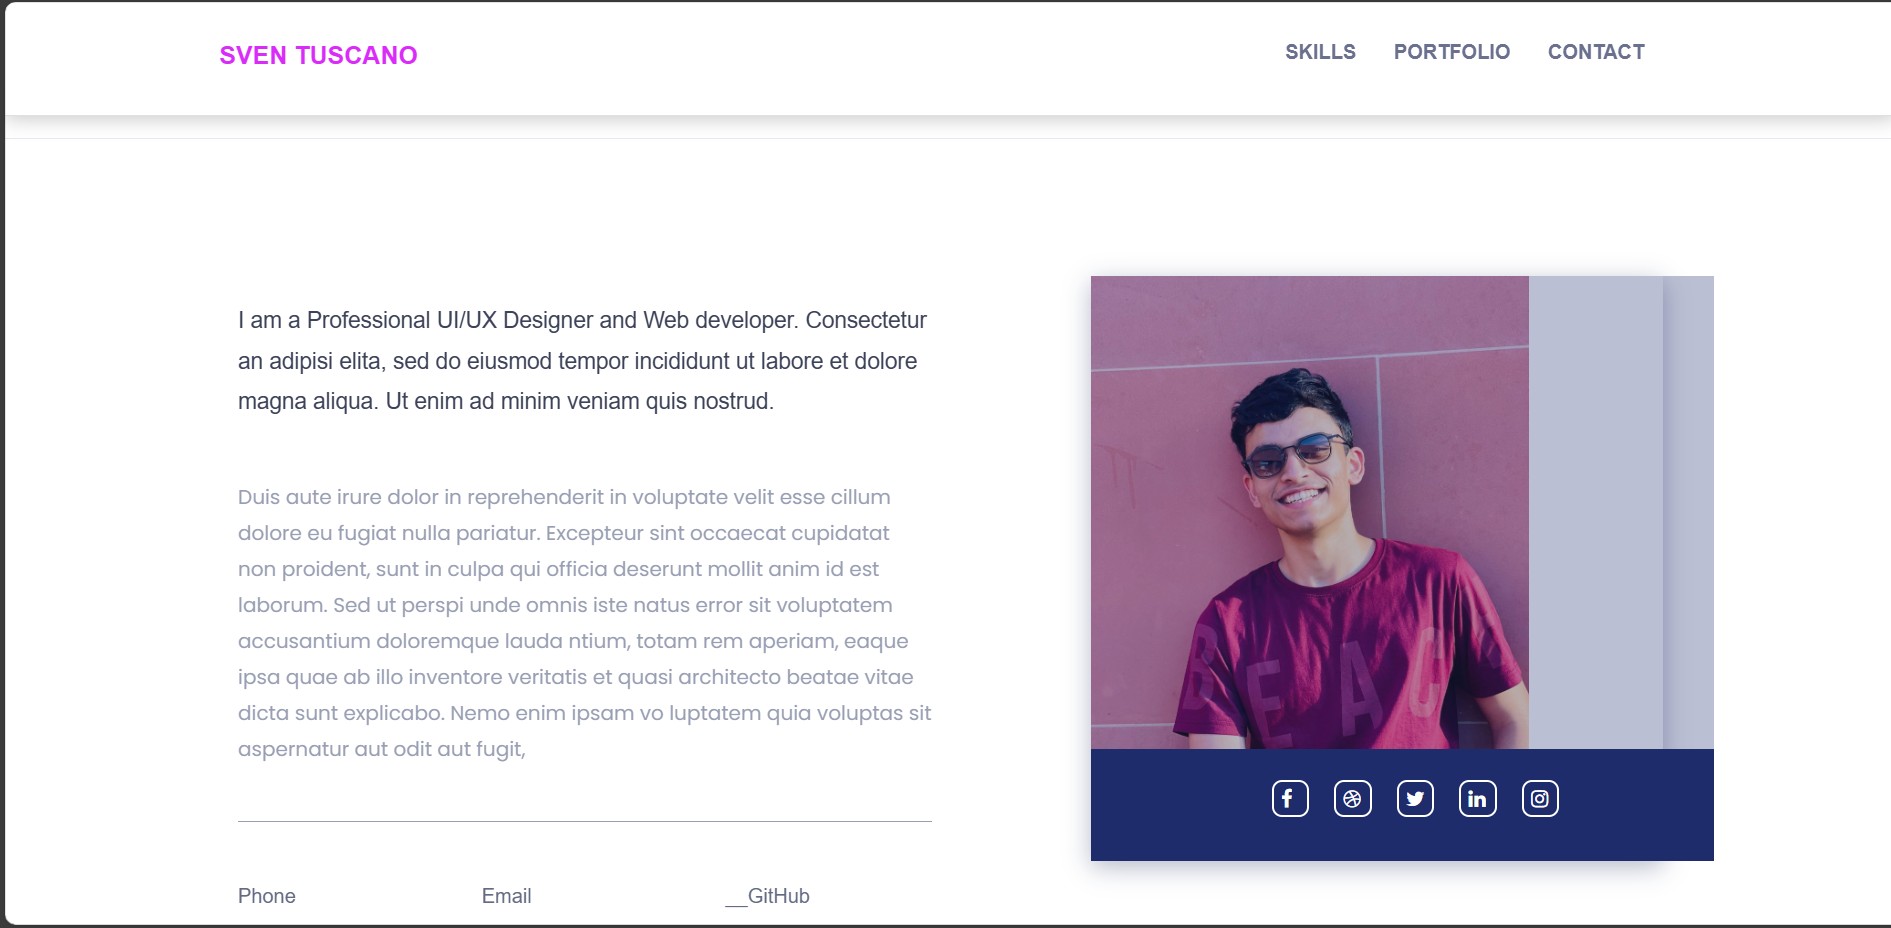 SVEN TUSCANO
SKILLS PORTFOLIO CONTACT
I am a Professional UI/UX Designer and Web developer. Consectetur
an adipisi elita, sed do eiusmod tempor incididunt ut labore et dolore
magna aliqua. Ut enim ad minim veniam quis nostrud.
Duis aute irure dolor in reprehenderit in voluptate velit esse cillum
dolore eu fugiat nulla pariatur. Excepteur sint occaecat cupidatat
non proident, sunt in culpa qui officia deserunt mollit anim id est
laborum. Sed ut perspi unde omnis iste natus error sit voluptatem
accusantium doloremque lauda ntium, totam rem aperiam, eaque
ipsa quae ab illo inventore veritatis et quasi architecto beatae vitae
dicta sunt explicabo. Nemo enim ipsam vo luptatem quia voluptas sit
aspernatur aut odit aut fugit,
Phone Email __GitHub
BEAC